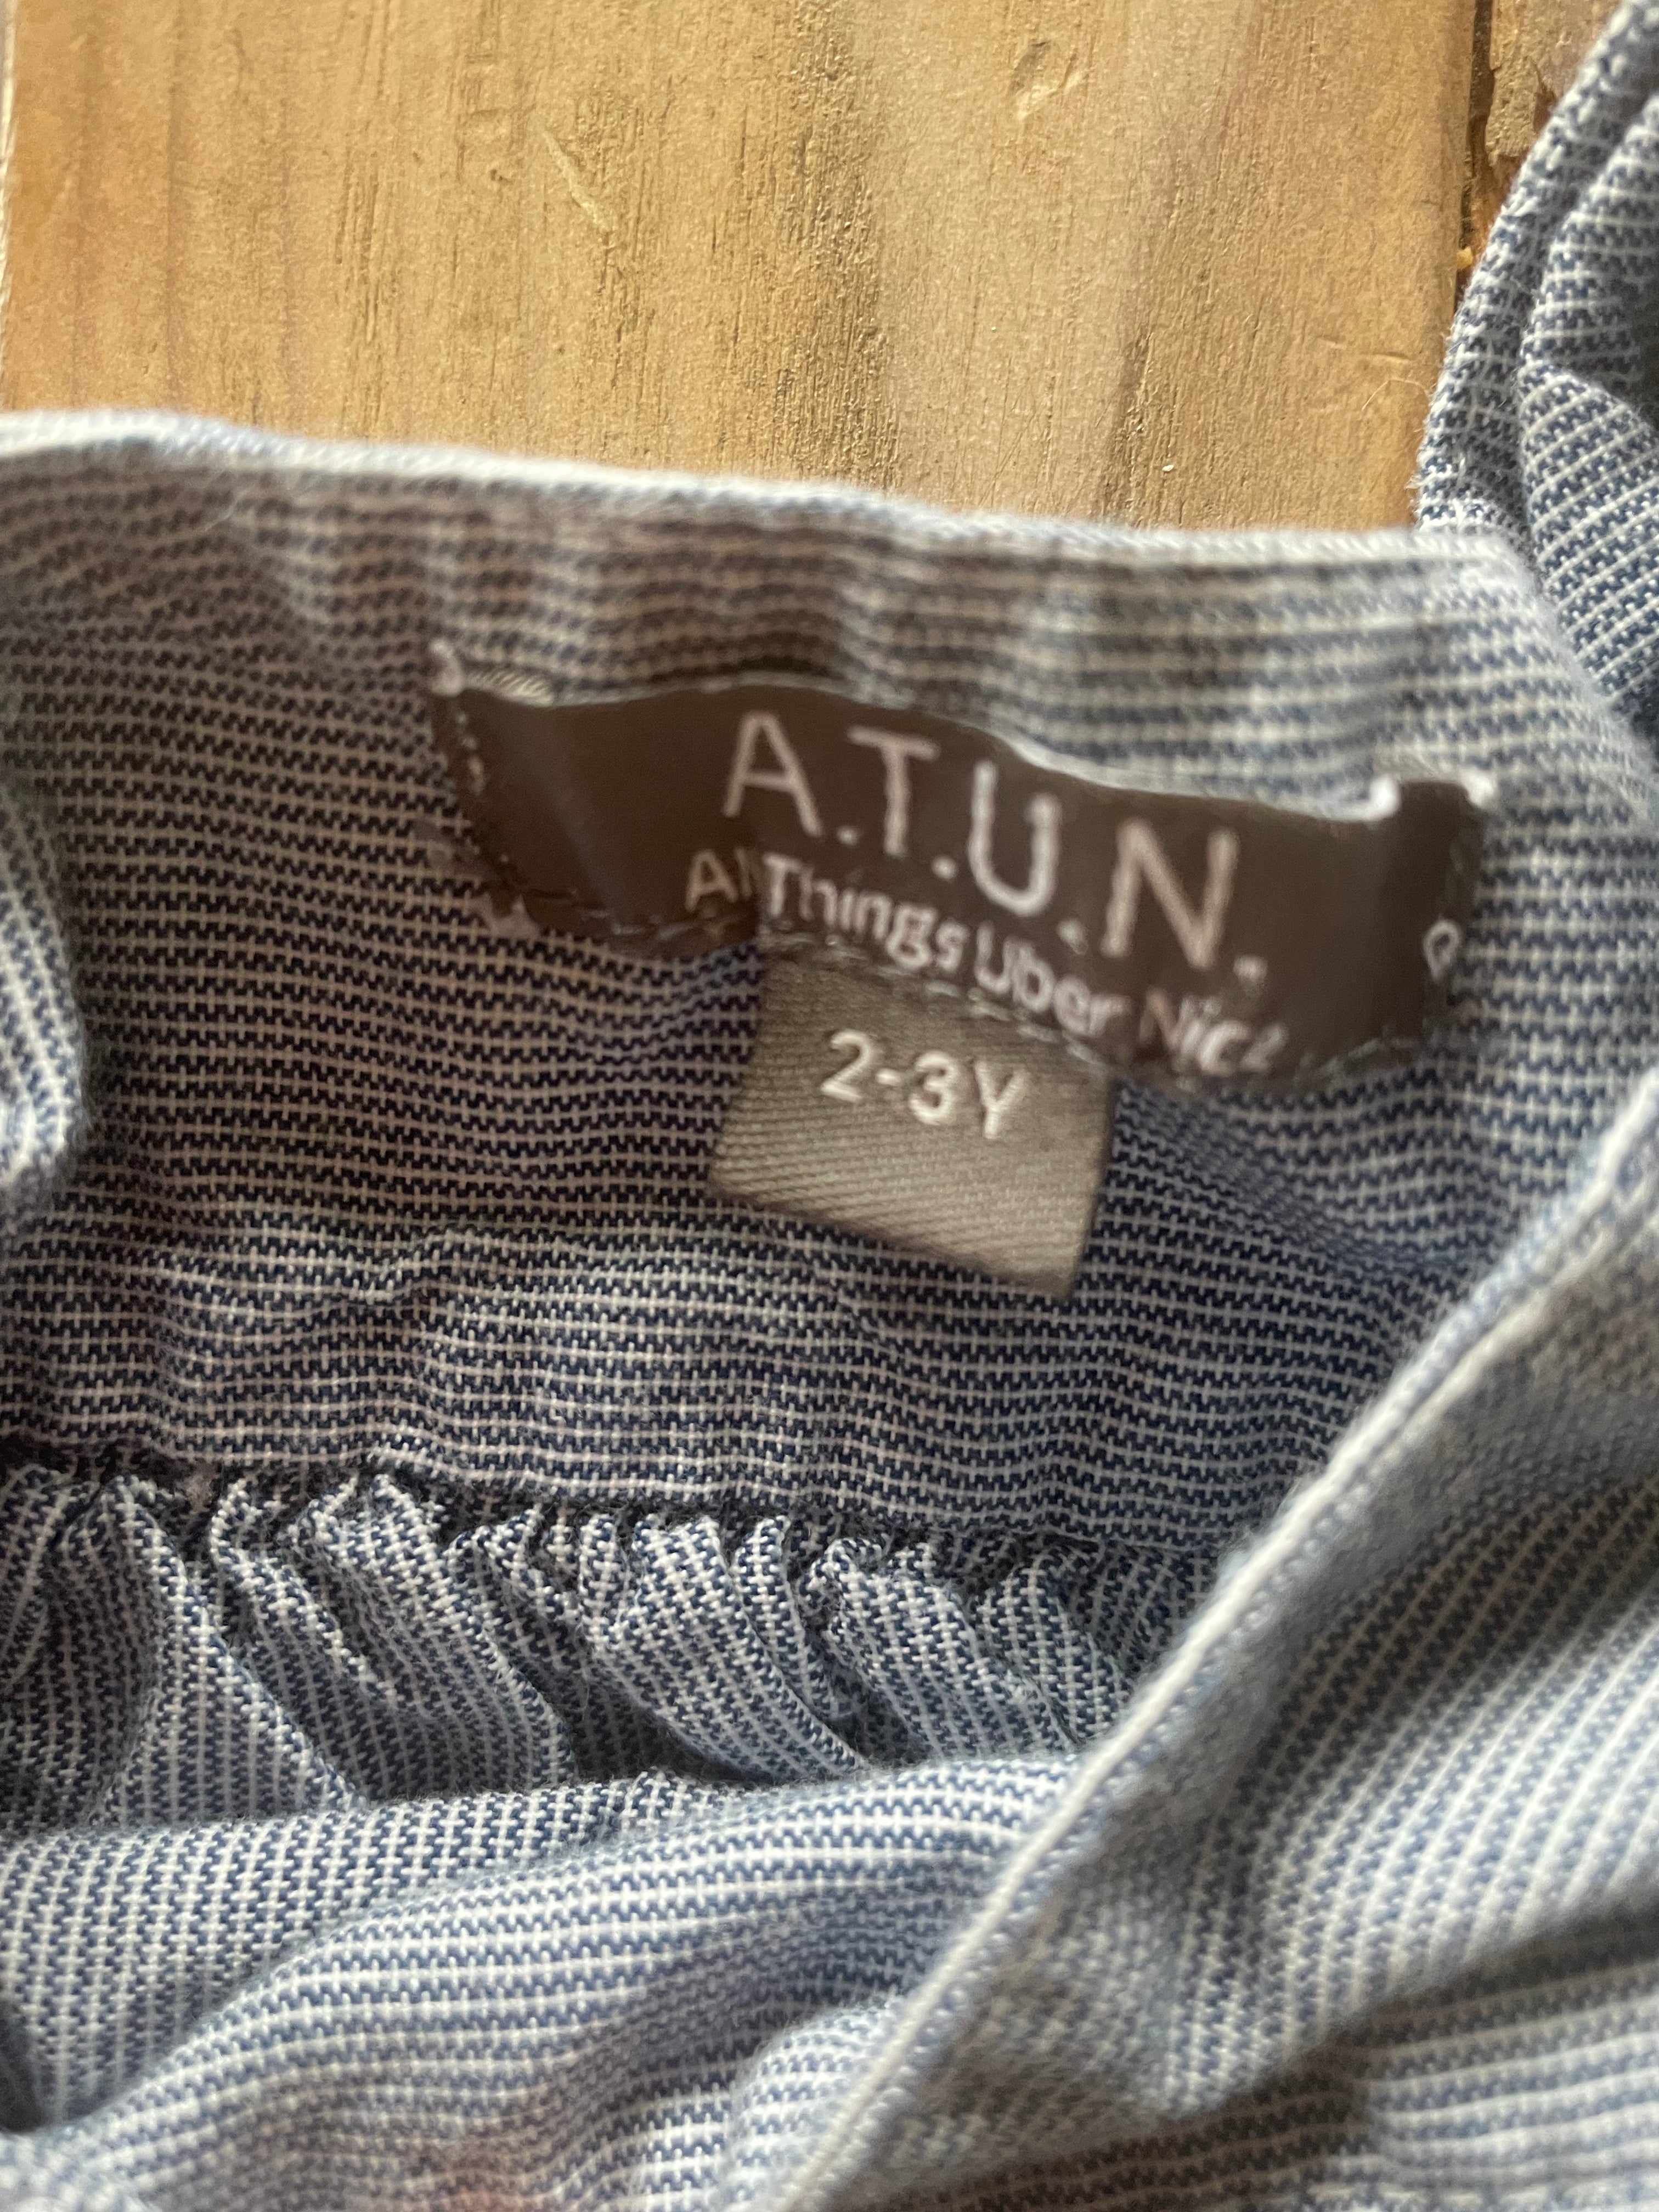 A.T.U.N.
All Things Uber Nice
2-3Y